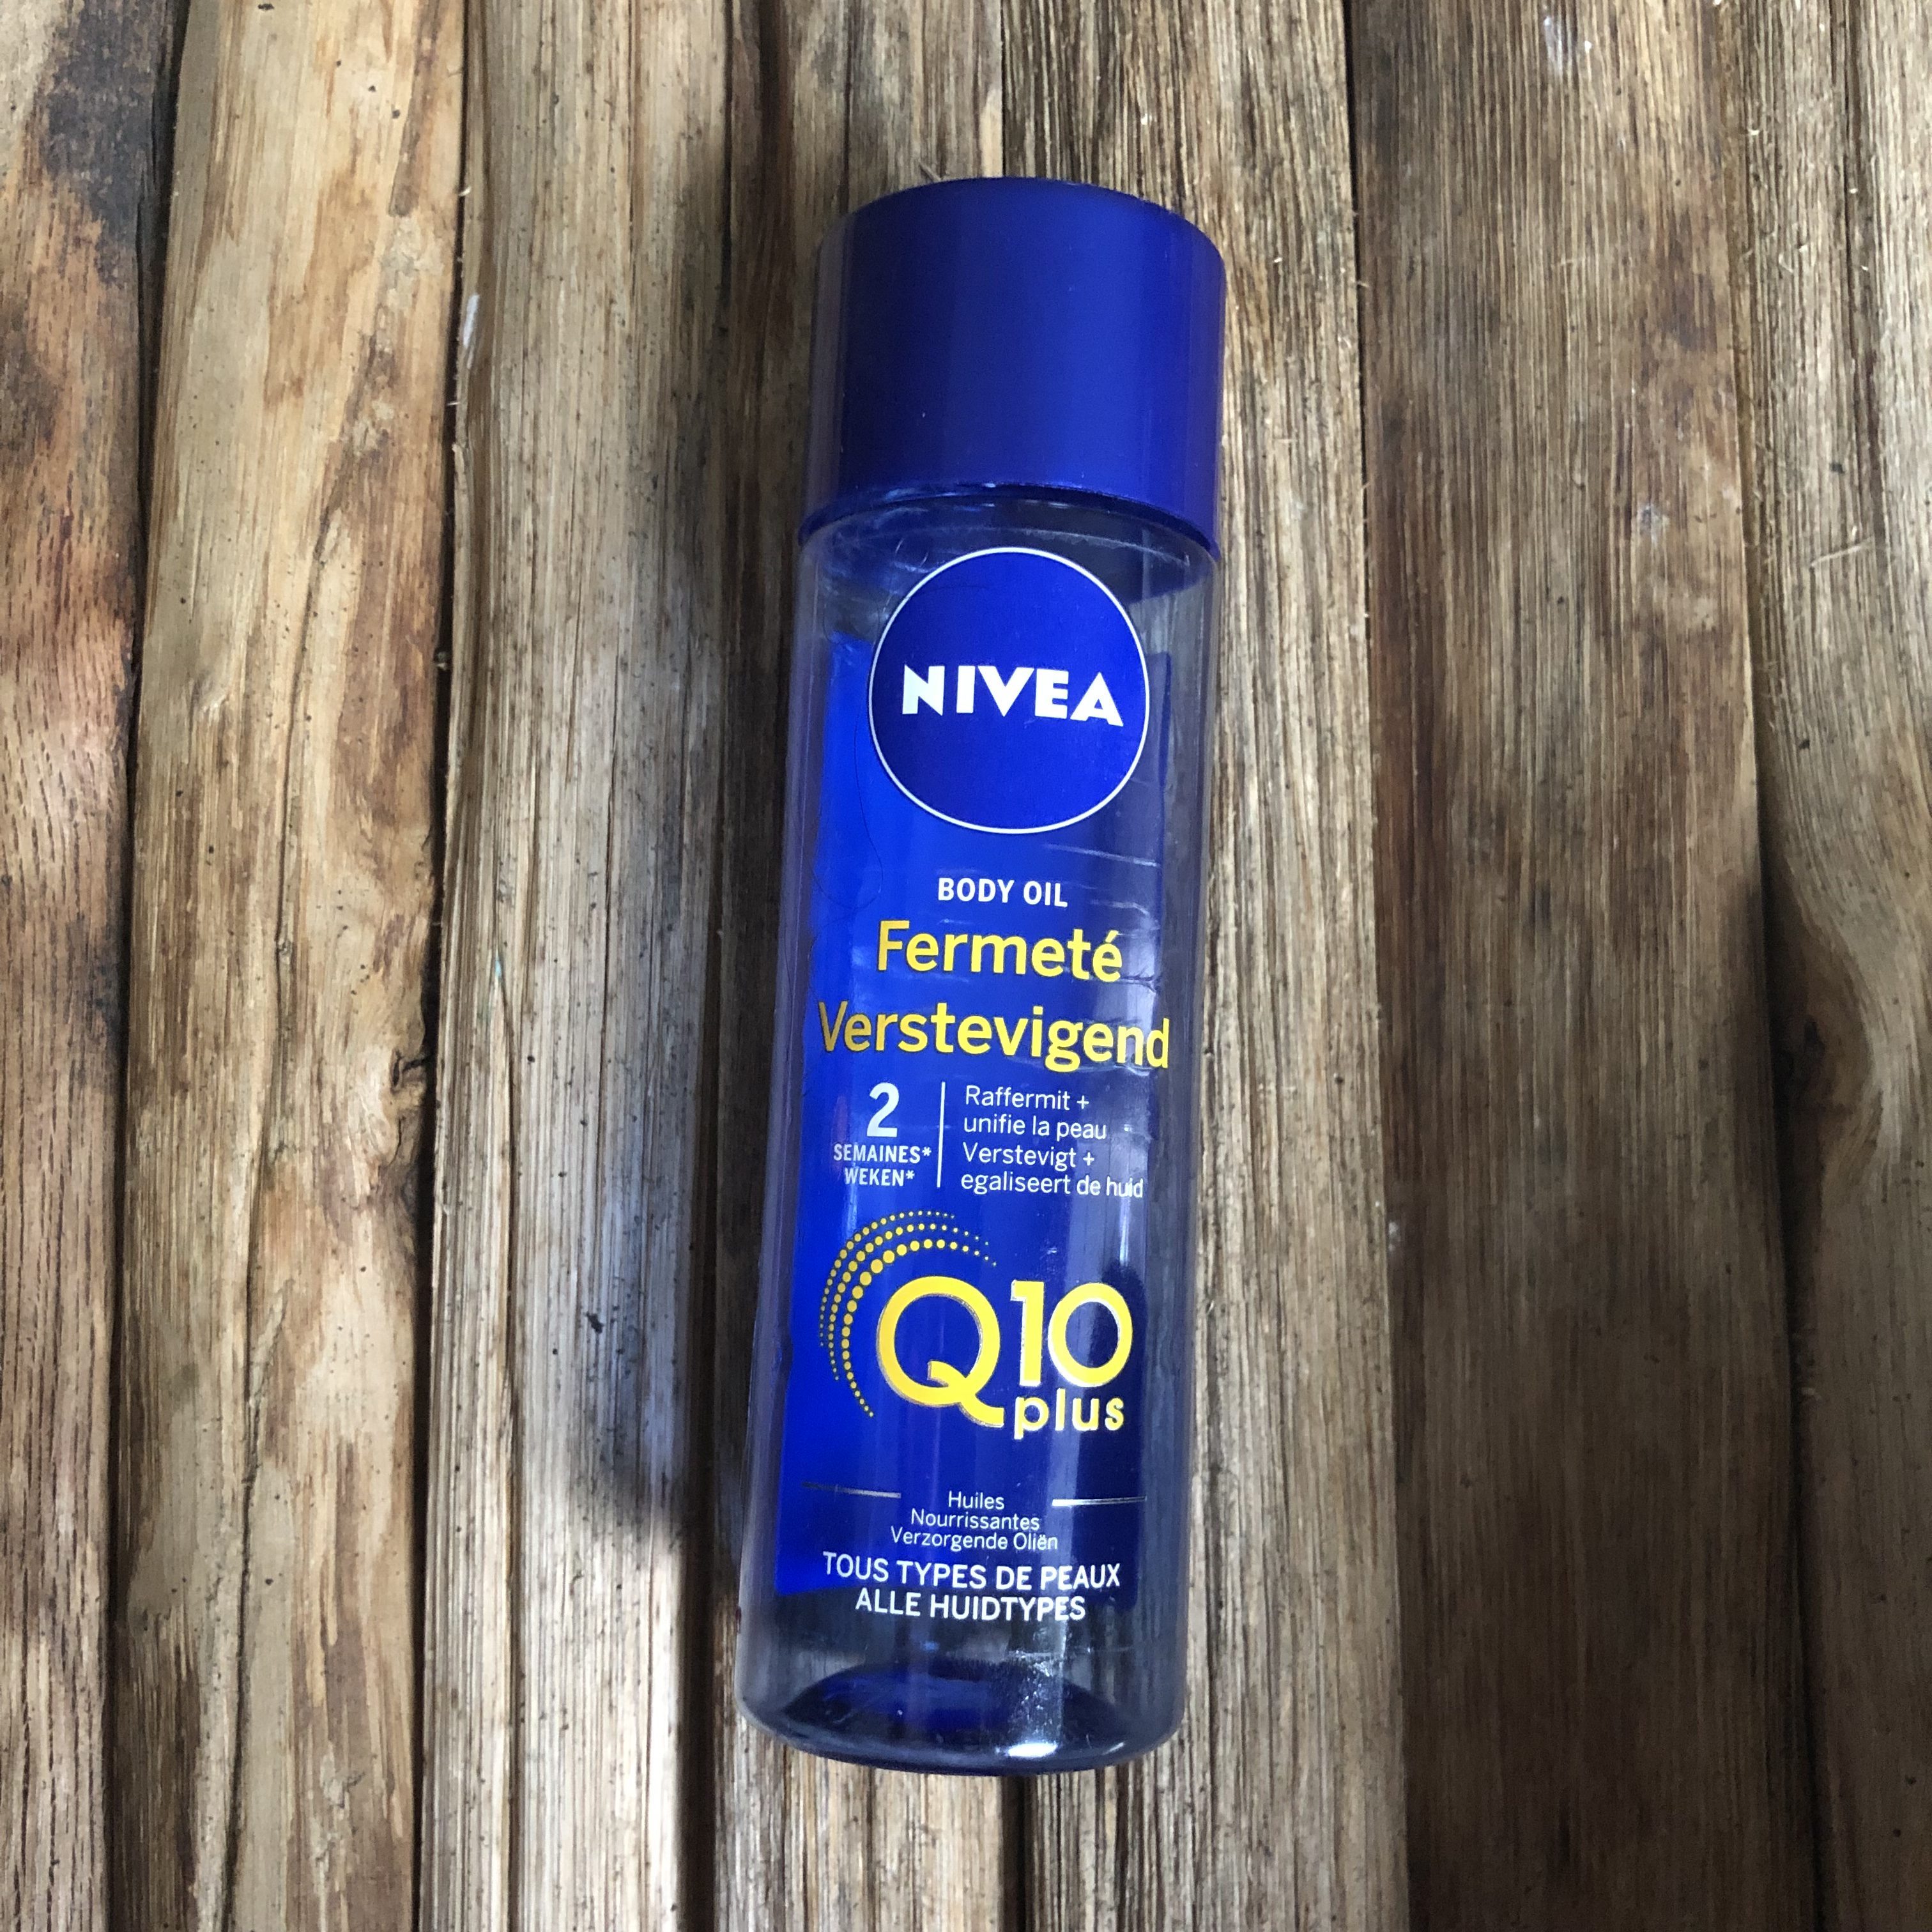 NIVEA
BODY OIL
Fermeté
Verstevigend
2
SEMAINES*
WEKEN*
Raffermit +
unifie la peau
Verstevigt +
egaliseert de huid
Q10
plus
Huiles
Nourrissantes
Verzorgende Oliën
TOUS TYPES DE PEAUX
ALLE HUIDTYPES